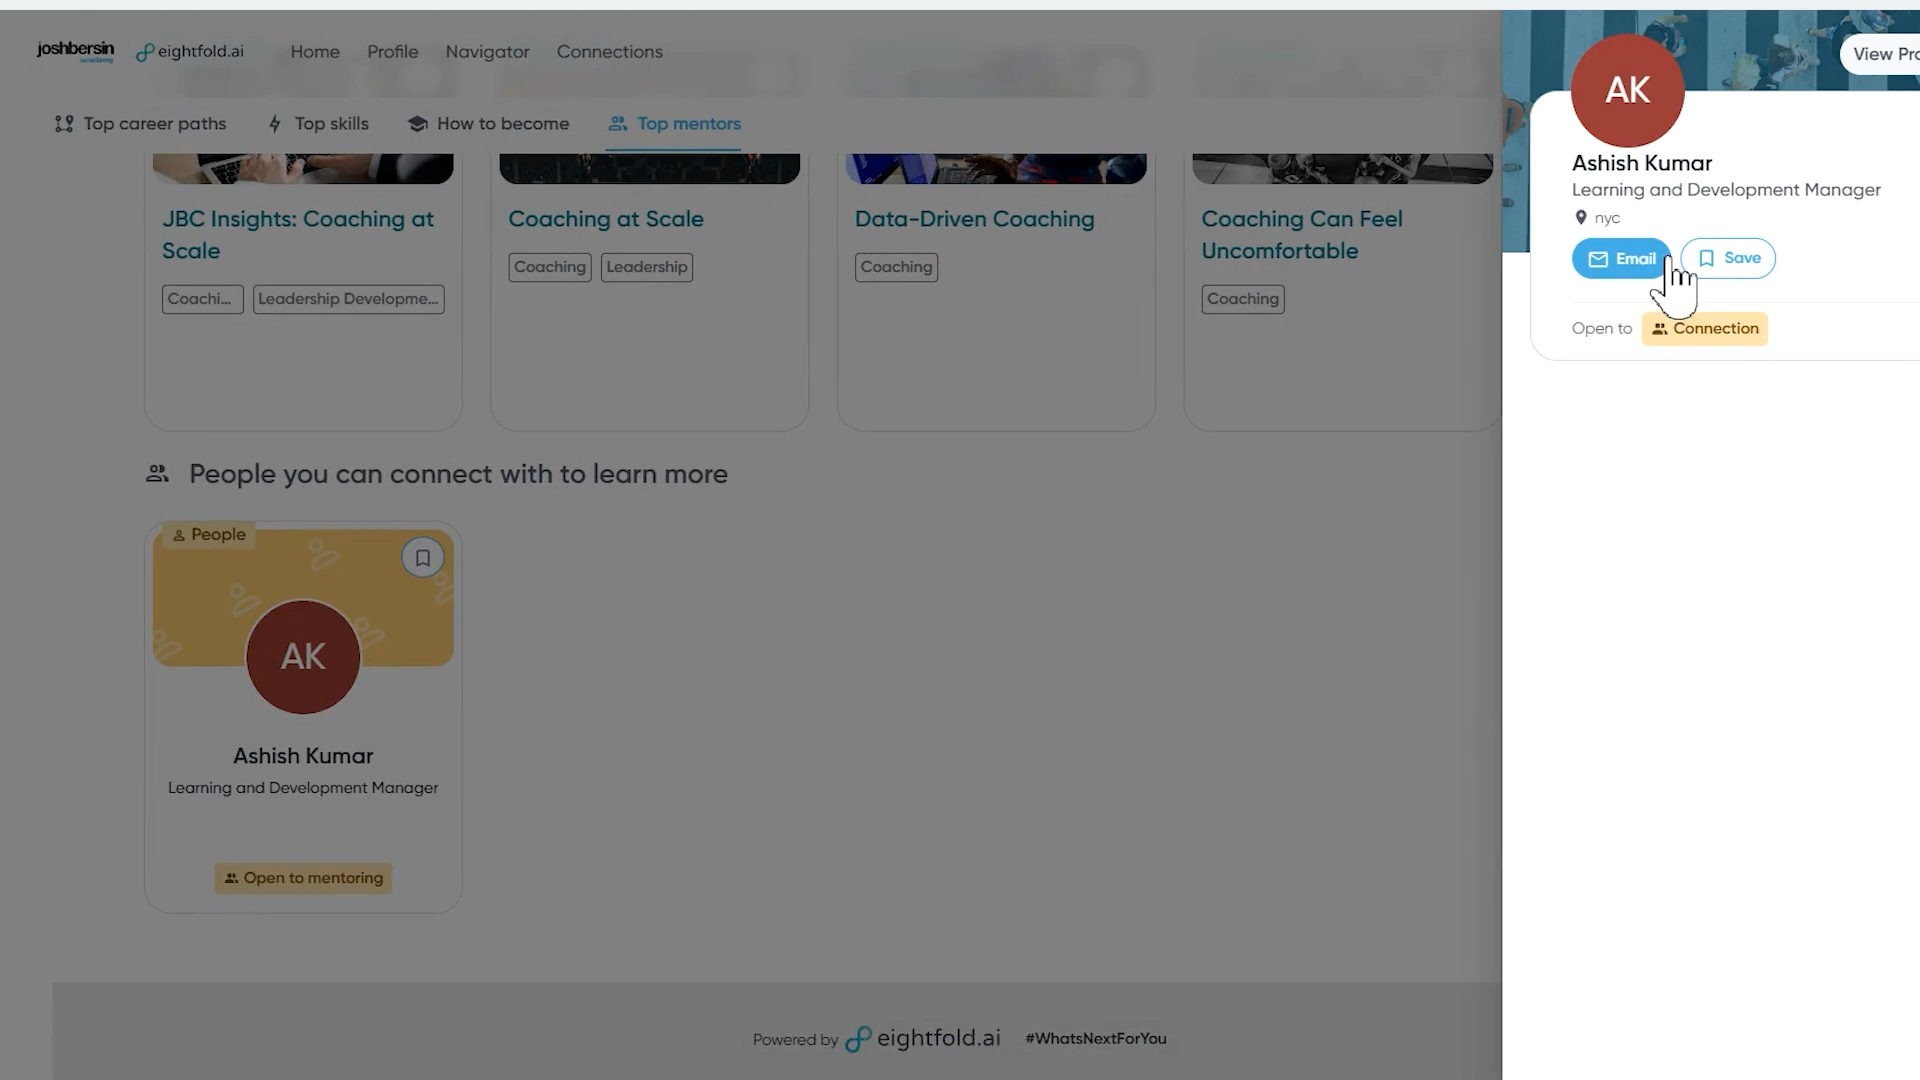 joshbersin
academy
eightfold.ai
Home
Profile
Navigator
Connections
Top career paths
Top skills
How to become
Top mentors
JBC Insights: Coaching at
Scale
Coachi...
Leadership Developme...
Coaching at Scale
Coaching
Leadership
Data-Driven Coaching
Coaching
Coaching Can Feel
Uncomfortable
Coaching
People you can connect with to learn more
People
AK
Ashish Kumar
Learning and Development Manager
Open to mentoring
Powered by
eightfold.ai
#WhatsNextForYou
View Pro
AK
Ashish Kumar
Learning and Development Manager
nyc
Email
Save
Open to
Connection